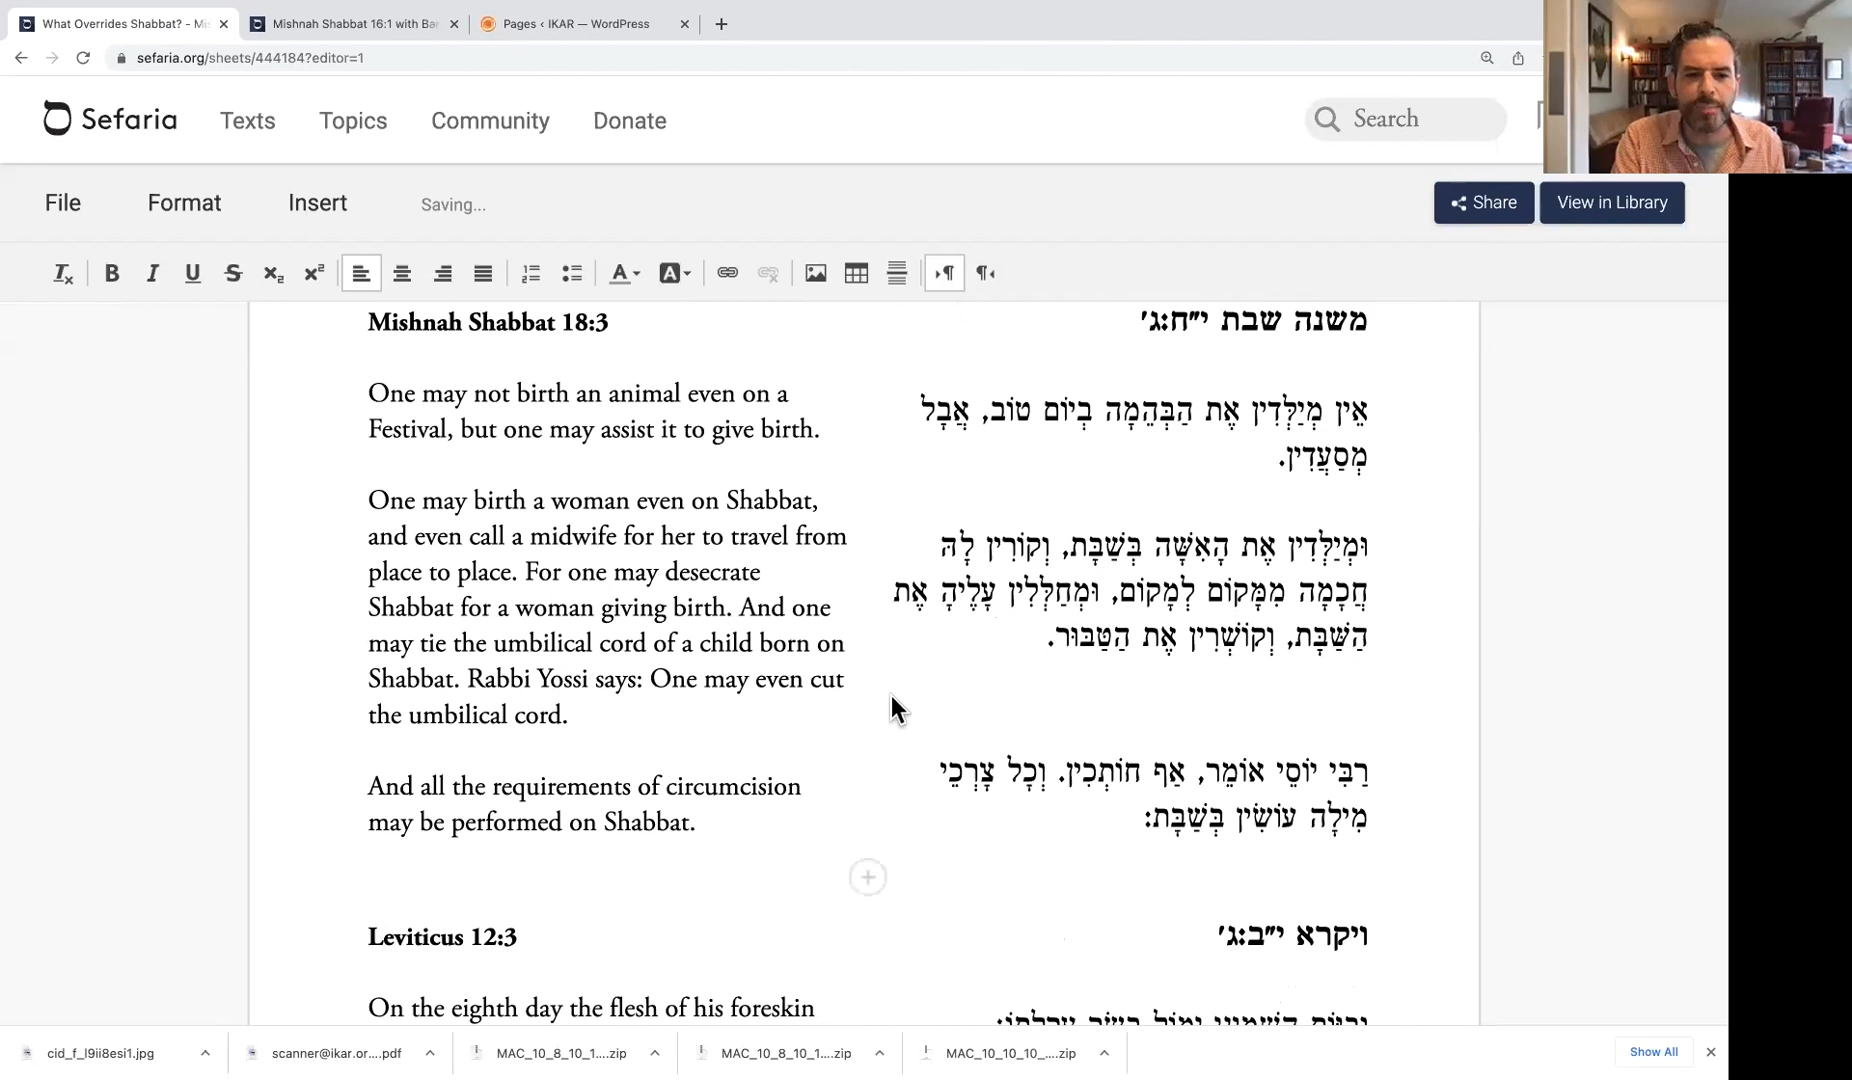 What Overrides Shabbat? - Mi
Mishnah Shabbat 16:1 with Bar
Pages ‹ IKAR — WordPress
sefaria.org/sheets/444184?editor=1
Sefaria
Texts
Topics
Community
Donate
Search
File
Format
Insert
Saving...
Share
View in Library
Mishnah Shabbat 18:3
משנה שבת י״ח:ג׳
One may not birth an animal even on a
Festival, but one may assist it to give birth.
אֵין מְיַלְּדִין אֶת הַבְּהֵמָה בְיוֹם טוֹב, אֲבָל
מְסַעֲדִין.
One may birth a woman even on Shabbat,
and even call a midwife for her to travel from
place to place. For one may desecrate
Shabbat for a woman giving birth. And one
may tie the umbilical cord of a child born on
Shabbat. Rabbi Yossi says: One may even cut
the umbilical cord.
וּמְיַלְּדִין אֶת הָאִשָּׁה בְּשַׁבָּת, וְקוֹרִין לָהּ
חֲכָמָה מִמָּקוֹם לְמָקוֹם, וּמְחַלְּלִין עָלֶיהָ אֶת
הַשַּׁבָּת, וְקוֹשְׁרִין אֶת הַטַּבּוּר.
רַבִּי יוֹסֵי אוֹמֵר, אַף חוֹתְכִין. וְכָל צָרְכֵי
מִילָה עוֹשִׂין בְּשַׁבָּת:
And all the requirements of circumcision
may be performed on Shabbat.
Leviticus 12:3
ויקרא י״ב:ג׳
On the eighth day the flesh of his foreskin
cid_f_l9ii8esi1.jpg
scanner@ikar.or....pdf
MAC_10_8_10_1....zip
MAC_10_8_10_1....zip
MAC_10_10_10_....zip
Show All